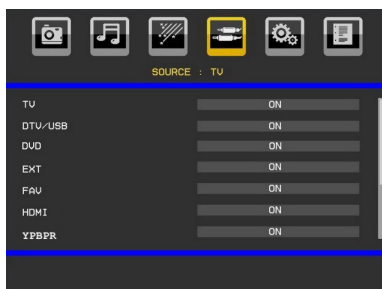 SOURCE : TV
TV ON
DTV/USB ON
DVD ON
EXT ON
FAV ON
HDMI ON
YPBPR ON